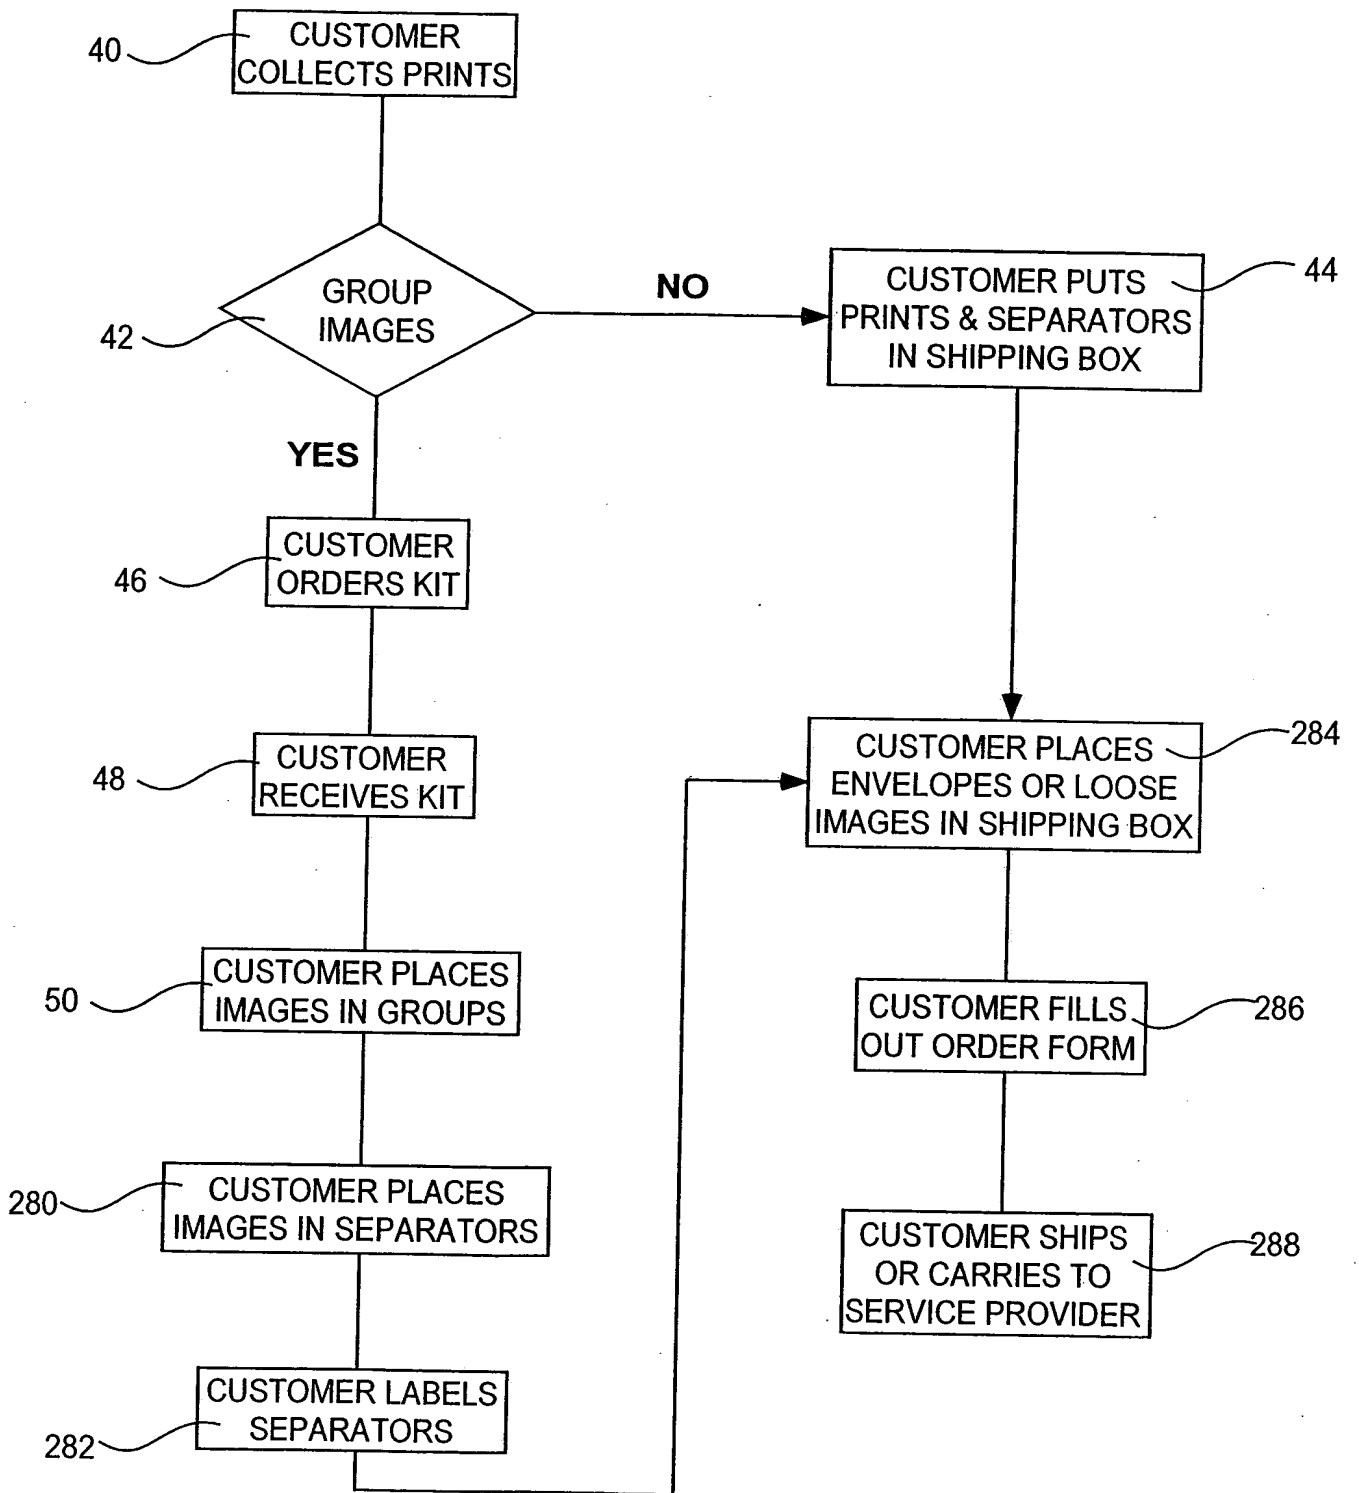 40
CUSTOMER
COLLECTS PRINTS
42
GROUP
IMAGES
NO
44
CUSTOMER PUTS
PRINTS & SEPARATORS
IN SHIPPING BOX
YES
46
CUSTOMER
ORDERS KIT
48
CUSTOMER
RECEIVES KIT
50
CUSTOMER PLACES
IMAGES IN GROUPS
280
CUSTOMER PLACES
IMAGES IN SEPARATORS
282
CUSTOMER LABELS
SEPARATORS
284
CUSTOMER PLACES
ENVELOPES OR LOOSE
IMAGES IN SHIPPING BOX
286
CUSTOMER FILLS
OUT ORDER FORM
288
CUSTOMER SHIPS
OR CARRIES TO
SERVICE PROVIDER